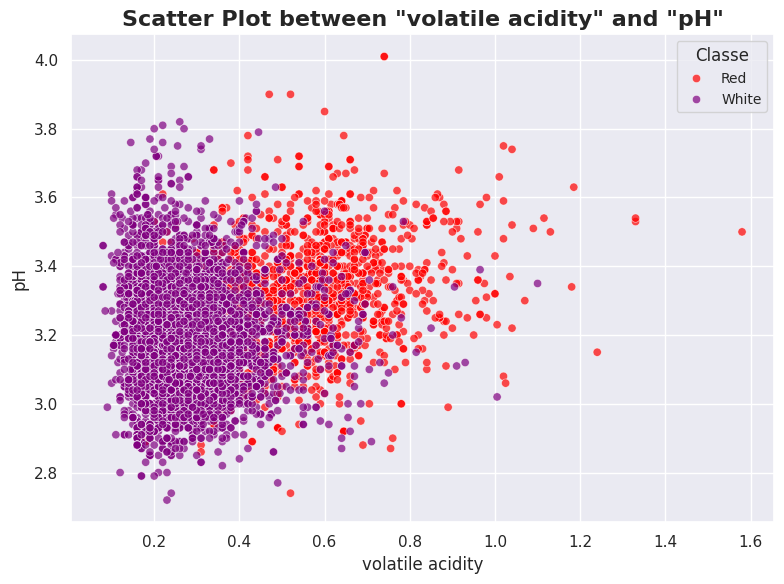 Scatter Plot between "volatile acidity" and "pH"
Classe
Red
White
pH
4.0
3.8
3.6
3.4
3.2
3.0
2.8
0.2 0.4 0.6 0.8 1.0 1.2 1.4 1.6
volatile acidity